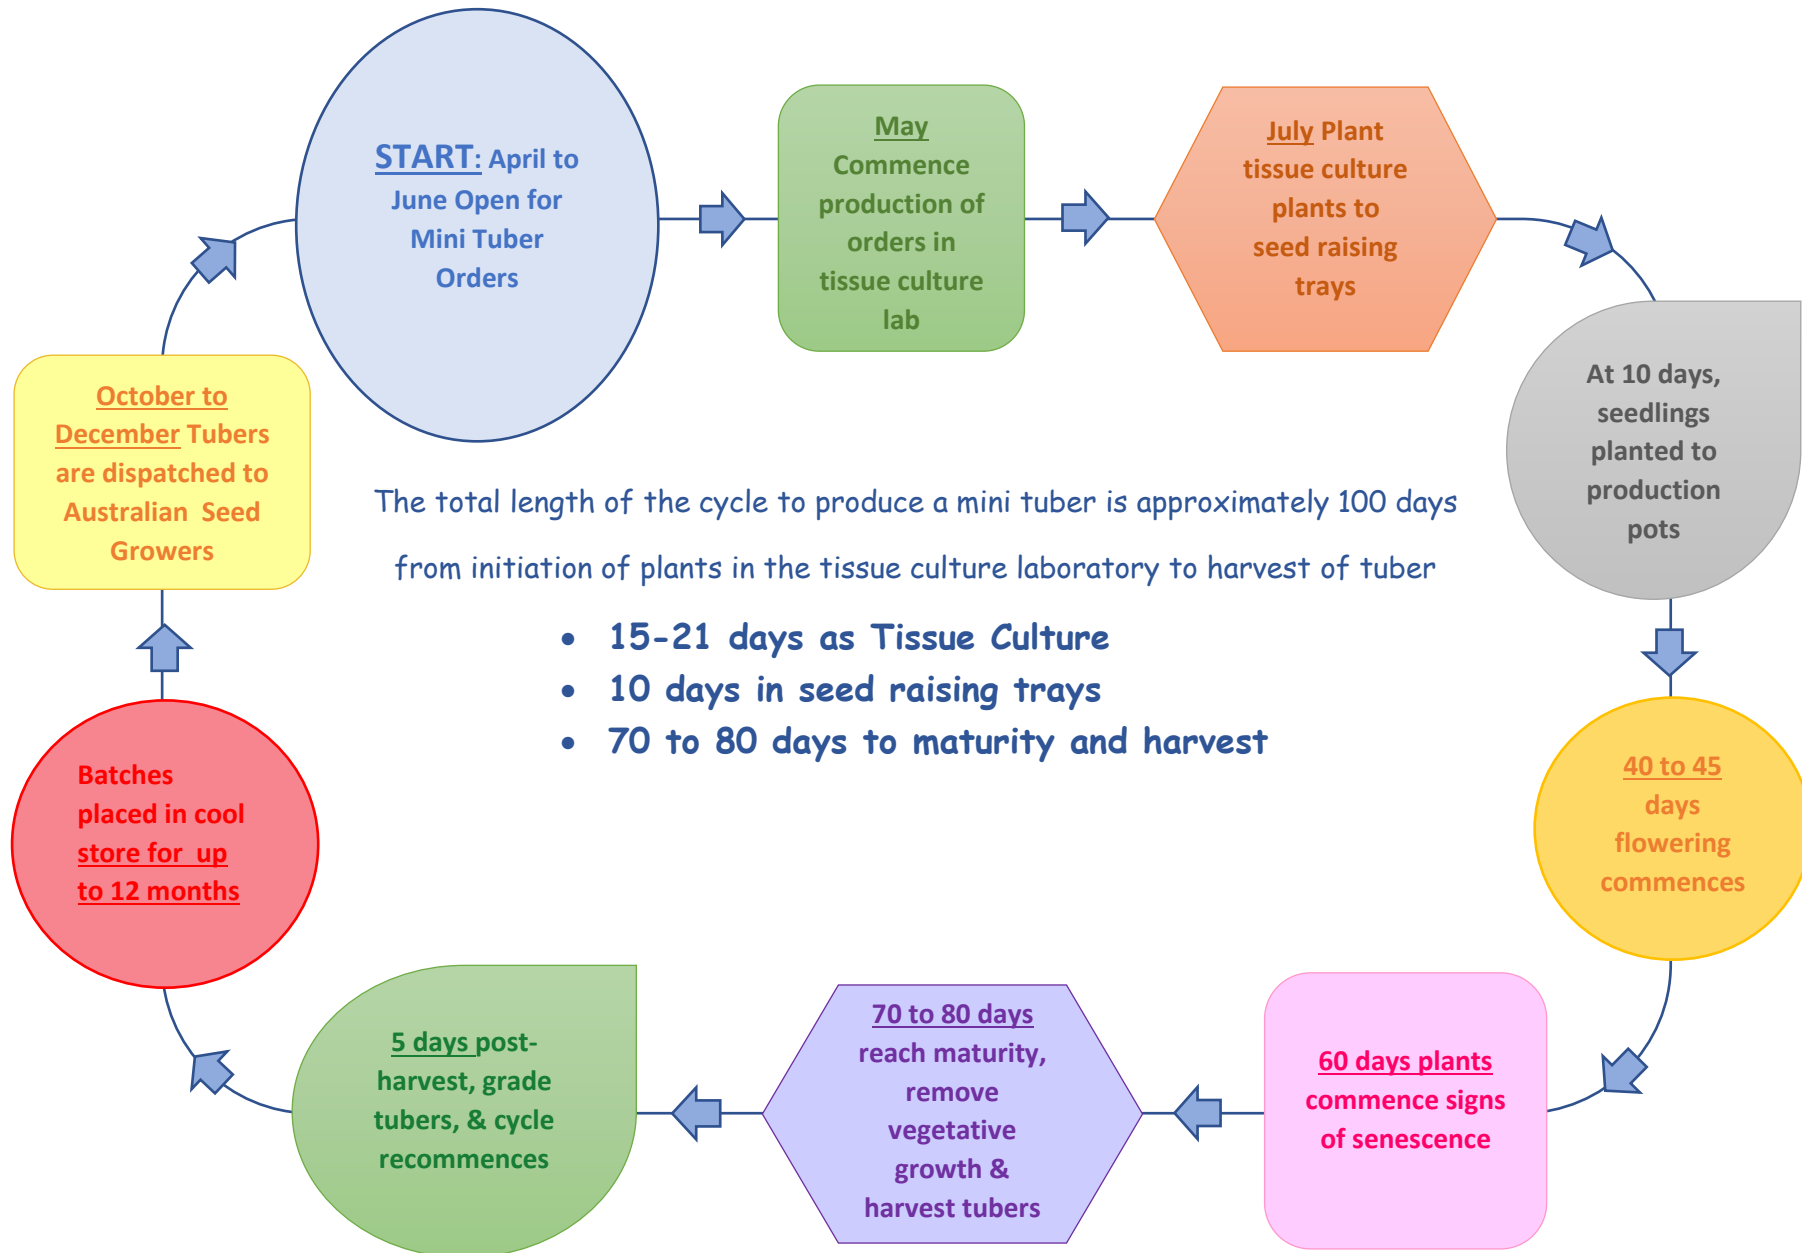 START: April to
June Open for
Mini Tuber
Orders
May
Commence
production of
orders in
tissue culture
lab
July Plant
tissue culture
plants to
seed raising
trays
At 10 days,
seedlings
planted to
production
pots
40 to 45
days
flowering
commences
60 days plants
commence signs
of senescence
70 to 80 days
reach maturity,
remove
vegetative
growth &
harvest tubers
5 days post-
harvest, grade
tubers, & cycle
recommences
Batches
placed in cool
store for up
to 12 months
October to
December Tubers
are dispatched to
Australian Seed
Growers
The total length of the cycle to produce a mini tuber is approximately 100 days
from initiation of plants in the tissue culture laboratory to harvest of tuber
• 15-21 days as Tissue Culture
• 10 days in seed raising trays
• 70 to 80 days to maturity and harvest